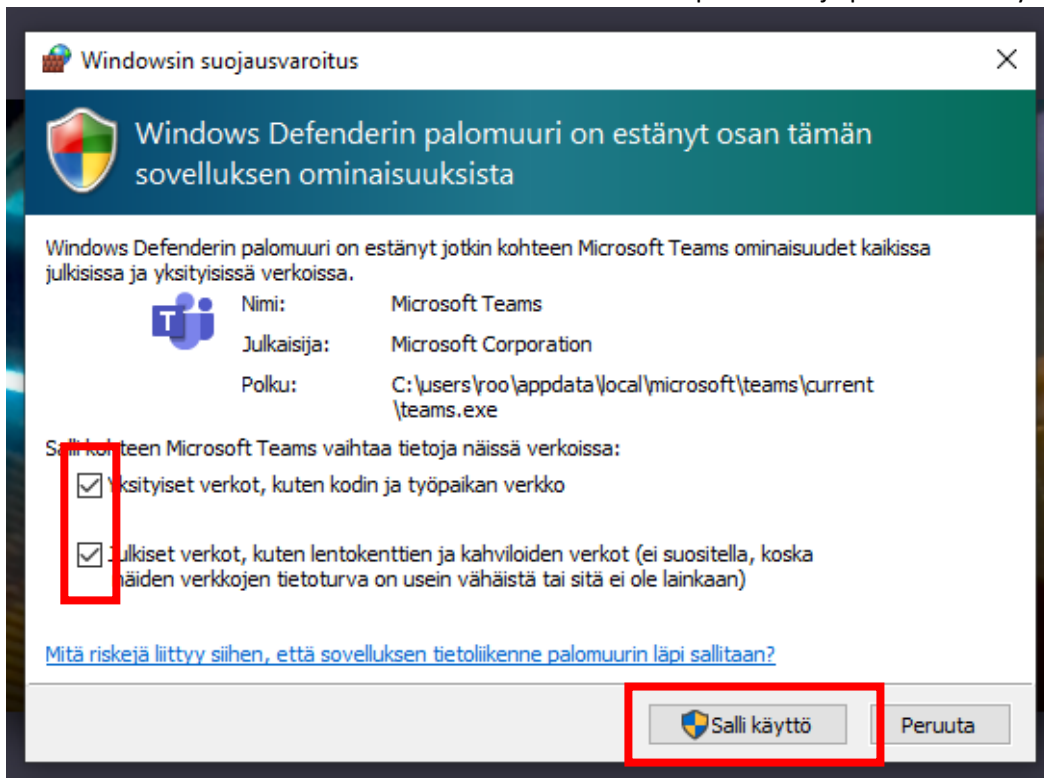 Windowsin suojausvaroitus
Windows Defenderin palomuuri on estänyt osan tämän
sovelluksen ominaisuuksista
Windows Defenderin palomuuri on estänyt jotkin kohteen Microsoft Teams ominaisuudet kaikissa
julkisissa ja yksityisissä verkoissa.
Nimi: Microsoft Teams
Julkaisija: Microsoft Corporation
Polku: C:\users\roo\appdata\local\microsoft\teams\current
\teams.exe
Salli kohteen Microsoft Teams vaihtaa tietoja näissä verkoissa:
Yksityiset verkot, kuten kodin ja työpaikan verkko
Julkiset verkot, kuten lentokenttien ja kahviloiden verkot (ei suositella, koska
näiden verkkojen tietoturva on usein vähäistä tai sitä ei ole lainkaan)
Mitä riskejä liittyy siihen, että sovelluksen tietoliikenne palomuurin läpi sallitaan?
Salli käyttö Peruuta